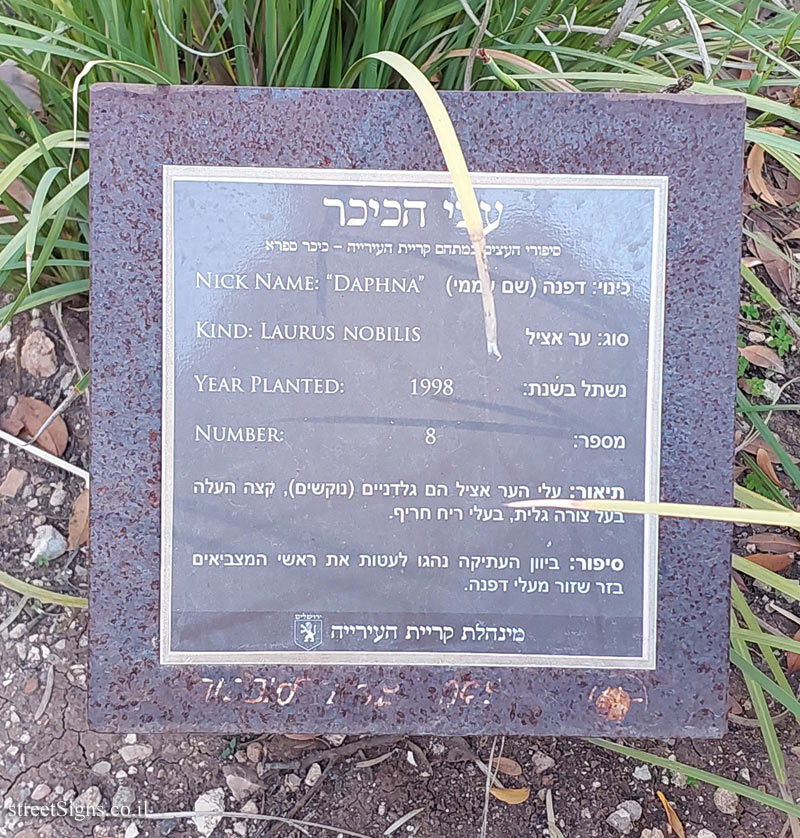 עצי הכיכר
סיפורי העצים במתחם קריית העירייה – כיכר ספרא
כינוי: דפנה (שם עממי) Nick Name: "Daphna"
סוג: ער אציל Kind: Laurus nobilis
נשתל בשנת: 1998 Year Planted:
מספר: 8 Number:
תיאור: עלי הער אציל הם גלדניים (נוקשים), קצה העלה
בעל צורה גלית, בעלי ריח חריף.
סיפור: ביוון העתיקה נהגו לעטות את ראשי המצביאים
בזר שזור מעלי דפנה.
ירושלים
מינהלת קריית העירייה
streetSigns.co.il